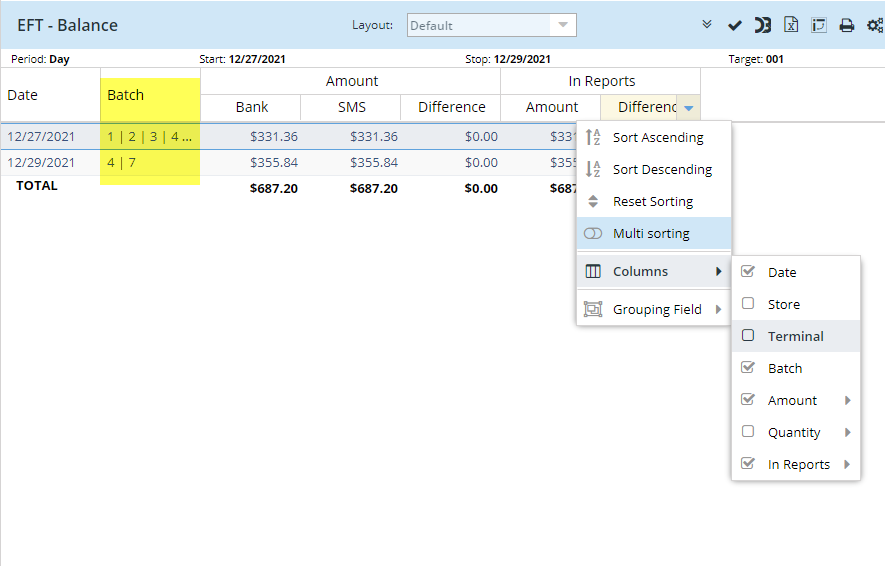 EFT - Balance
Layout: Default
Period: Day Start: 12/27/2021 Stop: 12/29/2021 Target: 001
Date Batch Amount In Reports
Bank SMS Difference Amount Differenc
12/27/2021 1 | 2 | 3 | 4 ... $331.36 $331.36 $0.00 $331
12/29/2021 4 | 7 $355.84 $355.84 $0.00 $355
TOTAL $687.20 $687.20 $0.00 $687
Sort Ascending
Sort Descending
Reset Sorting
Multi sorting
Columns
Grouping Field
Date
Store
Terminal
Batch
Amount
Quantity
In Reports